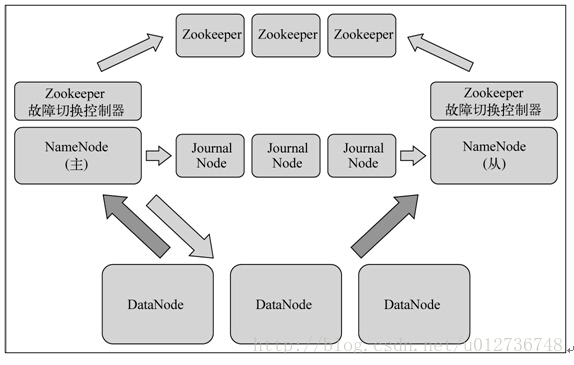 Zookeeper
Zookeeper
Zookeeper
Zookeeper
故障切换控制器
Zookeeper
故障切换控制器
NameNode
(主)
Journal
Node
Journal
Node
Journal
Node
NameNode
(从)
DataNode
DataNode
DataNode
http://blog.csdn.net/u012736748